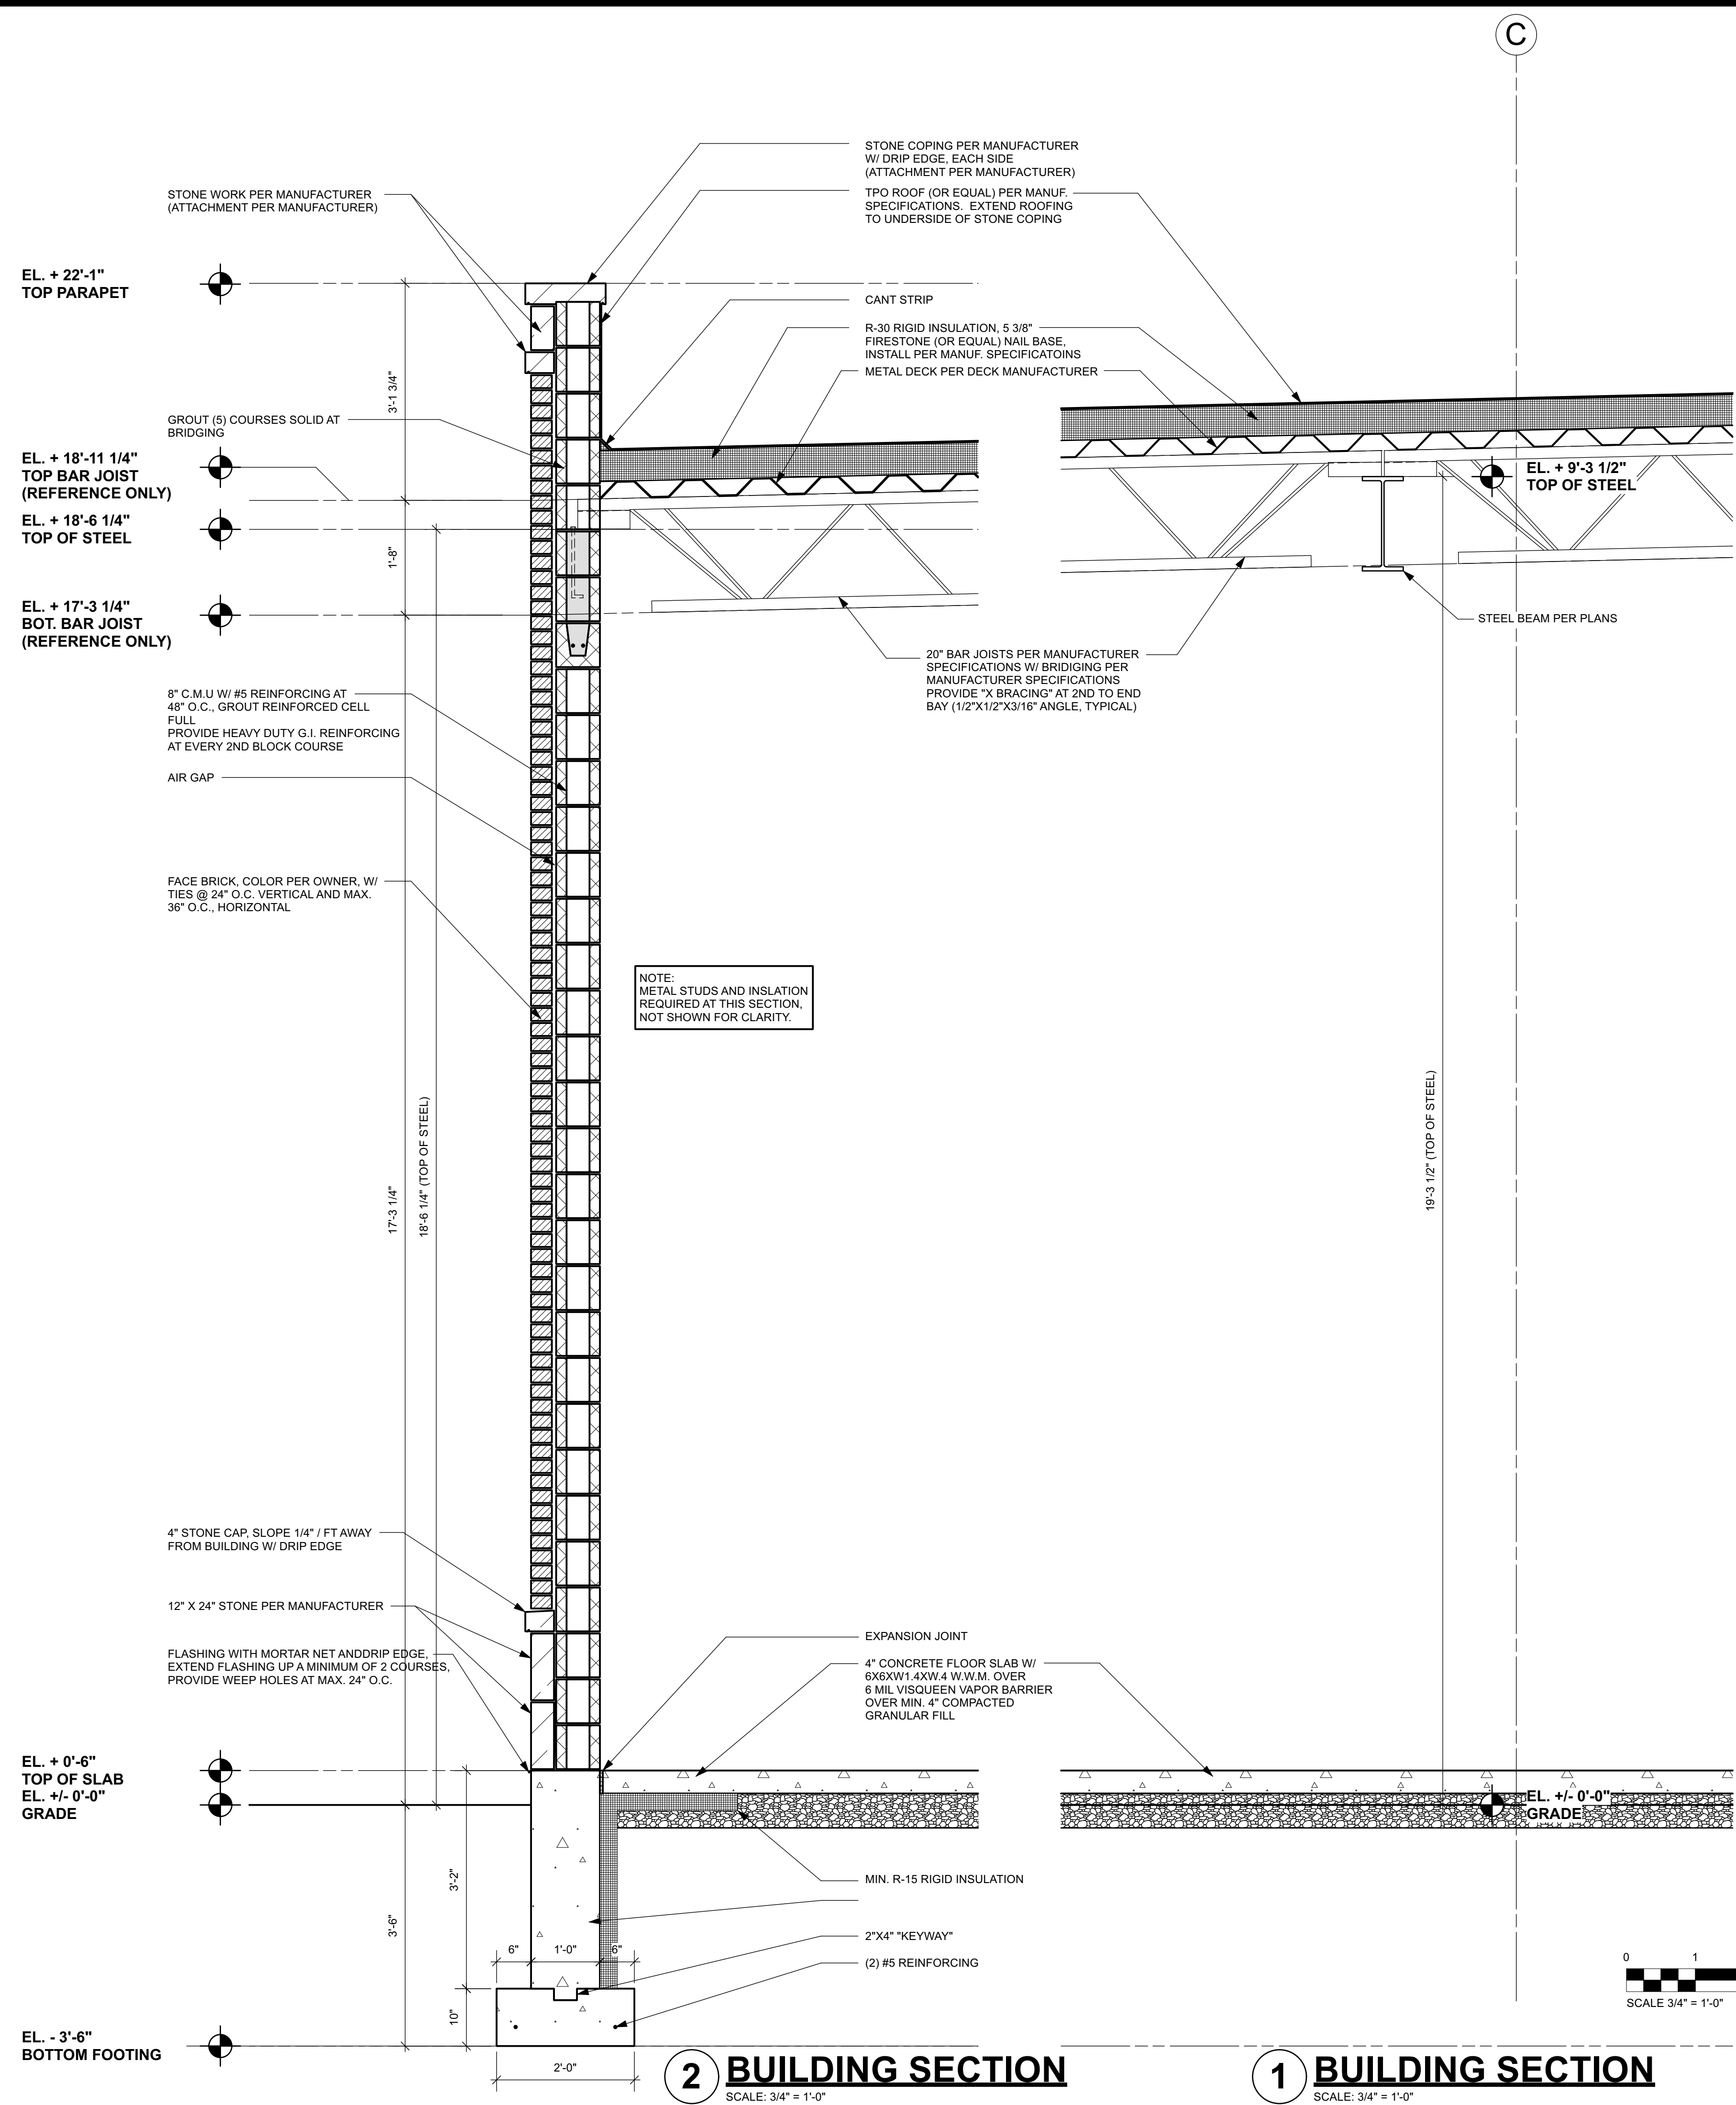 C
STONE COPING PER MANUFACTURER
W/ DRIP EDGE, EACH SIDE
(ATTACHMENT PER MANUFACTURER)
STONE WORK PER MANUFACTURER
(ATTACHMENT PER MANUFACTURER)
TPO ROOF (OR EQUAL) PER MANUF.
SPECIFICATIONS. EXTEND ROOFING
TO UNDERSIDE OF STONE COPING
EL. + 22'-1"
TOP PARAPET
CANT STRIP
R-30 RIGID INSULATION, 5 3/8"
FIRESTONE (OR EQUAL) NAIL BASE,
INSTALL PER MANUF. SPECIFICATOINS
METAL DECK PER DECK MANUFACTURER
3'-1 3/4"
GROUT (5) COURSES SOLID AT
BRIDGING
EL. + 18'-11 1/4"
TOP BAR JOIST
(REFERENCE ONLY)
EL. + 9'-3 1/2"
TOP OF STEEL
EL. + 18'-6 1/4"
TOP OF STEEL
1'-8"
EL. + 17'-3 1/4"
BOT. BAR JOIST
(REFERENCE ONLY)
STEEL BEAM PER PLANS
20" BAR JOISTS PER MANUFACTURER
SPECIFICATIONS W/ BRIDIGING PER
MANUFACTURER SPECIFICATIONS
PROVIDE "X BRACING" AT 2ND TO END
BAY (1/2"X1/2"X3/16" ANGLE, TYPICAL)
8" C.M.U W/ #5 REINFORCING AT
48" O.C., GROUT REINFORCED CELL
FULL
PROVIDE HEAVY DUTY G.I. REINFORCING
AT EVERY 2ND BLOCK COURSE
AIR GAP
FACE BRICK, COLOR PER OWNER, W/
TIES @ 24" O.C. VERTICAL AND MAX.
36" O.C., HORIZONTAL
NOTE:
METAL STUDS AND INSLATION
REQUIRED AT THIS SECTION,
NOT SHOWN FOR CLARITY.
17'-3 1/4"
18'-6 1/4" (TOP OF STEEL)
19'-3 1/2" (TOP OF STEEL)
4" STONE CAP, SLOPE 1/4" / FT AWAY
FROM BUILDING W/ DRIP EDGE
12" X 24" STONE PER MANUFACTURER
FLASHING WITH MORTAR NET ANDDRIP EDGE,
EXTEND FLASHING UP A MINIMUM OF 2 COURSES,
PROVIDE WEEP HOLES AT MAX. 24" O.C.
EXPANSION JOINT
4" CONCRETE FLOOR SLAB W/
6X6XW1.4XW.4 W.W.M. OVER
6 MIL VISQUEEN VAPOR BARRIER
OVER MIN. 4" COMPACTED
GRANULAR FILL
EL. + 0'-6"
TOP OF SLAB
EL. +/- 0'-0"
GRADE
EL. +/- 0'-0"
GRADE
MIN. R-15 RIGID INSULATION
3'-2"
3'-6"
2"X4" "KEYWAY"
(2) #5 REINFORCING
6"
1'-0"
6"
10"
0 1
SCALE 3/4" = 1'-0"
EL. - 3'-6"
BOTTOM FOOTING
2'-0"
2 BUILDING SECTION
SCALE: 3/4" = 1'-0"
1 BUILDING SECTION
SCALE: 3/4" = 1'-0"